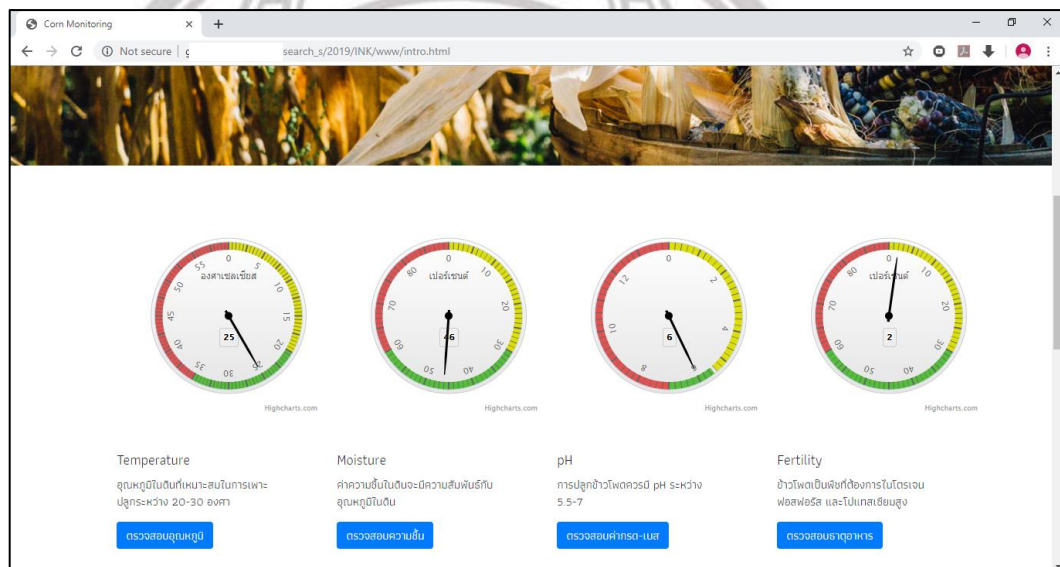 Corn Monitoring
Not secure
search_s/2019/INK/www/intro.html
0 5 10 15 20 25 30 35 40 45 50 55
องศาเซลเซียส
25
Highcharts.com
0 10 20 30 40 50 60 70 80
เปอร์เซนต์
46
Highcharts.com
0 2 4 6 8 10 12
6
Highcharts.com
0 10 20 30 40 50 60 70 80
เปอร์เซนต์
2
Highcharts.com
Temperature
อุณหภูมิในดินที่เหมาะสมในการเพาะ
ปลูกระหว่าง 20-30 องศา
ตรวจสอบอุณหภูมิ
Moisture
ค่าความชื้นในดินจะมีความสัมพันธ์กับ
อุณหภูมิในดิน
ตรวจสอบความชื้น
pH
การปลูกข้าวโพดควรมี pH ระหว่าง
5.5-7
ตรวจสอบค่ากรด-เบส
Fertility
ข้าวโพดเป็นพืชที่ต้องการไนโตรเจน
ฟอสฟอรัส และโปแทสเซียมสูง
ตรวจสอบธาตุอาหาร